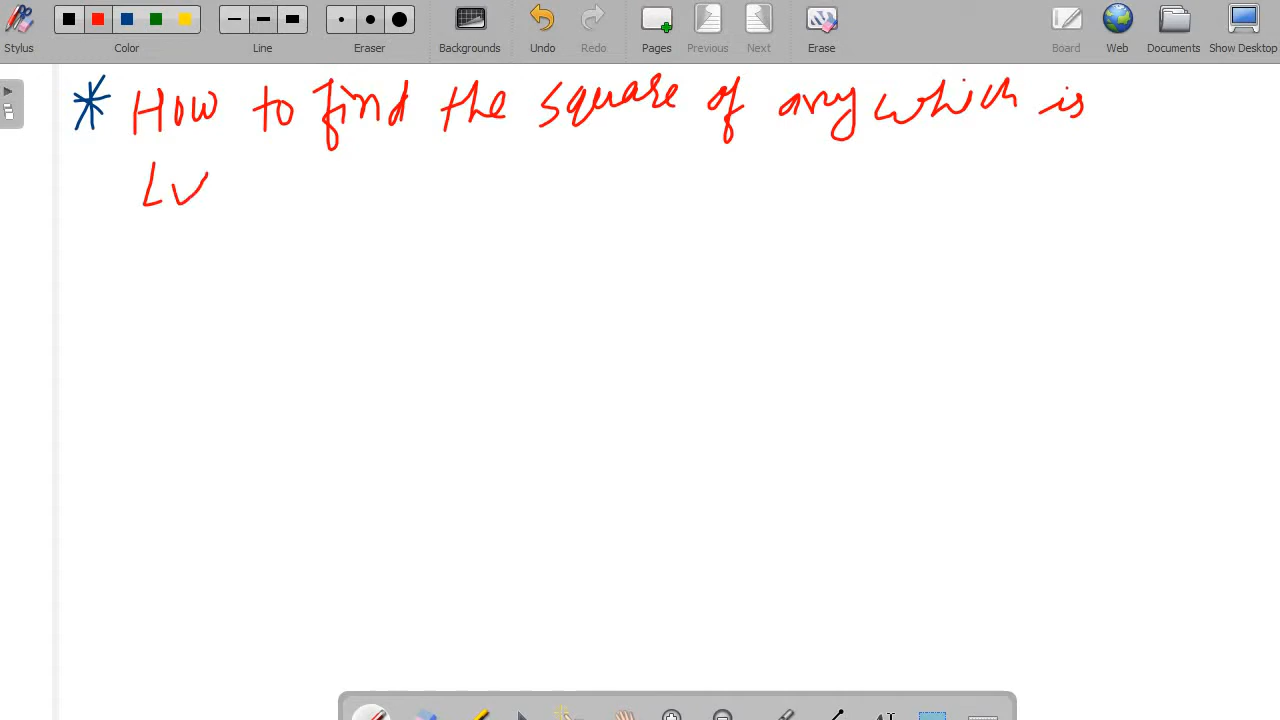 Stylus
Color
Line
Eraser
Backgrounds
Undo
Redo
Pages
Previous
Next
Erase
Board
Web
Documents
Show Desktop
* How to find the square of any which is